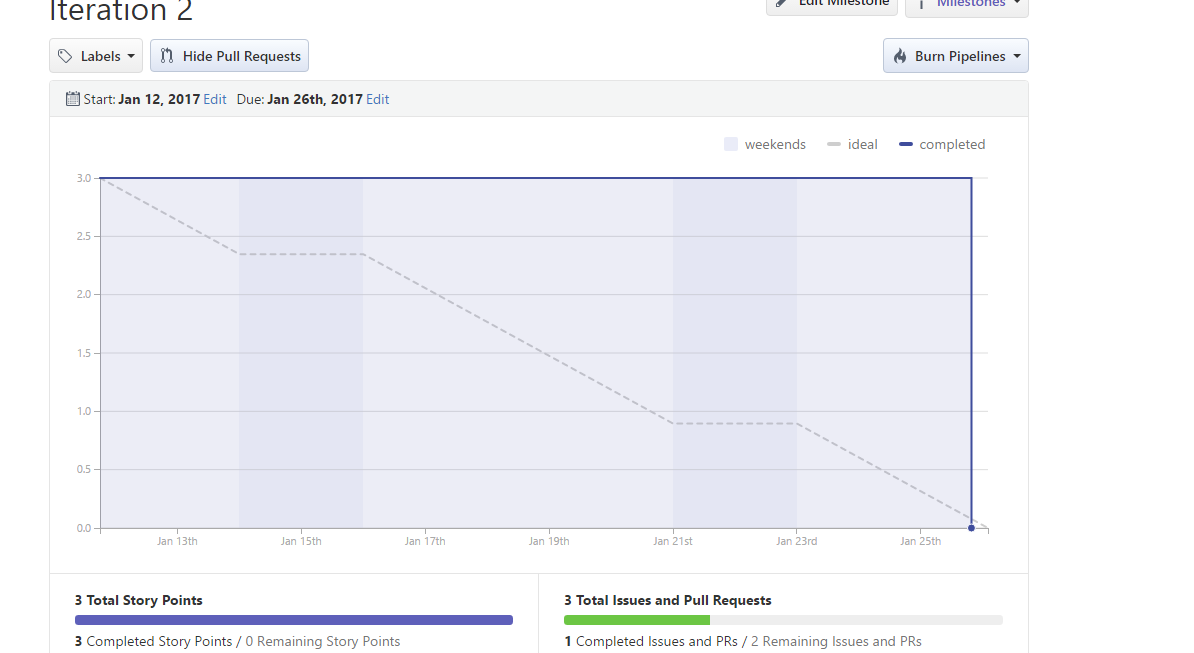 Iteration 2
Edit Milestone
Milestones
Labels
Hide Pull Requests
Burn Pipelines
Start: Jan 12, 2017 Edit Due: Jan 26th, 2017 Edit
weekends ideal completed
3.0
2.5
2.0
1.5
1.0
0.5
0.0
Jan 13th Jan 15th Jan 17th Jan 19th Jan 21st Jan 23rd Jan 25th
3 Total Story Points
3 Completed Story Points / 0 Remaining Story Points
3 Total Issues and Pull Requests
1 Completed Issues and PRs / 2 Remaining Issues and PRs